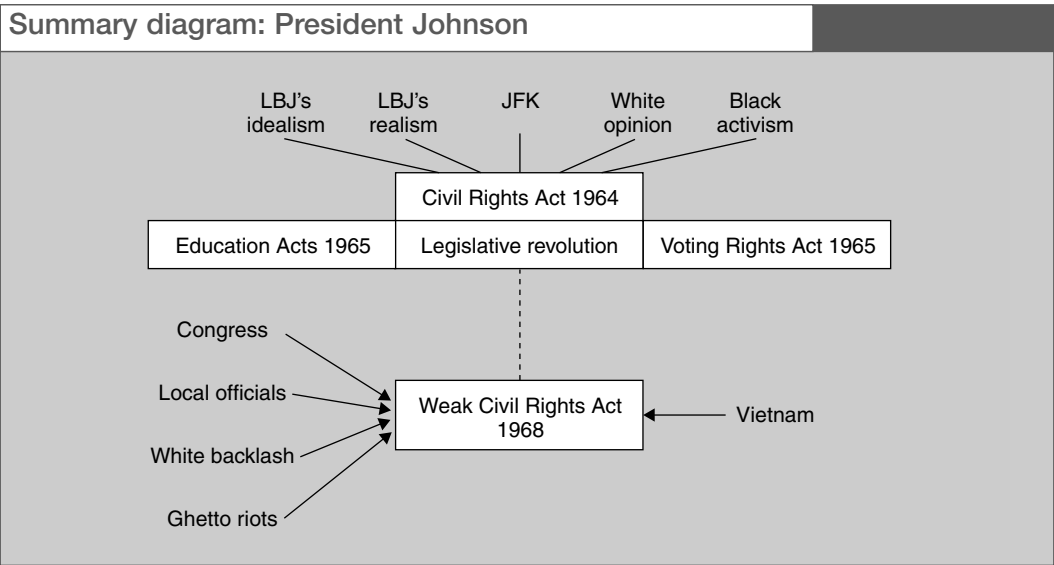 Summary diagram: President Johnson
LBJ's
idealism
LBJ's
realism
JFK
White
opinion
Black
activism
Civil Rights Act 1964
Education Acts 1965
Legislative revolution
Voting Rights Act 1965
Congress
Local officials
White backlash
Ghetto riots
Weak Civil Rights Act
1968
Vietnam